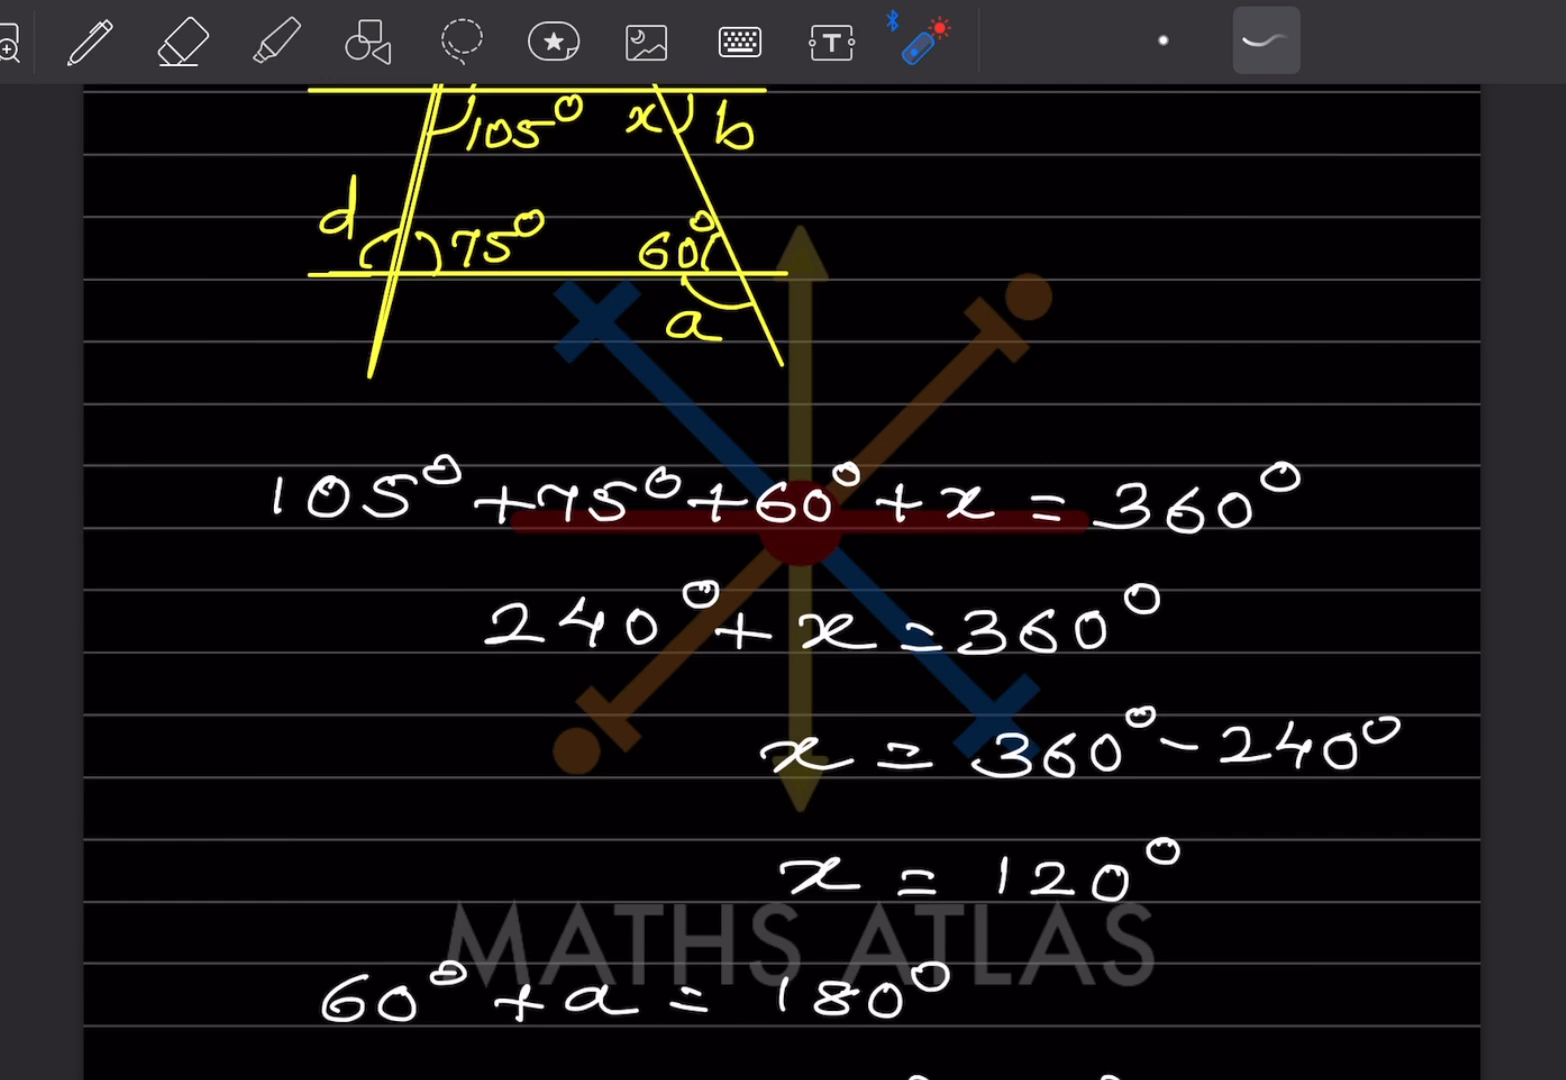 105° x b
d 75° 60°
a
105° + 75° + 60° + x = 360°
240° + x = 360°
x = 360° - 240°
x = 120°
MATHS ATLAS
60° + a = 180°